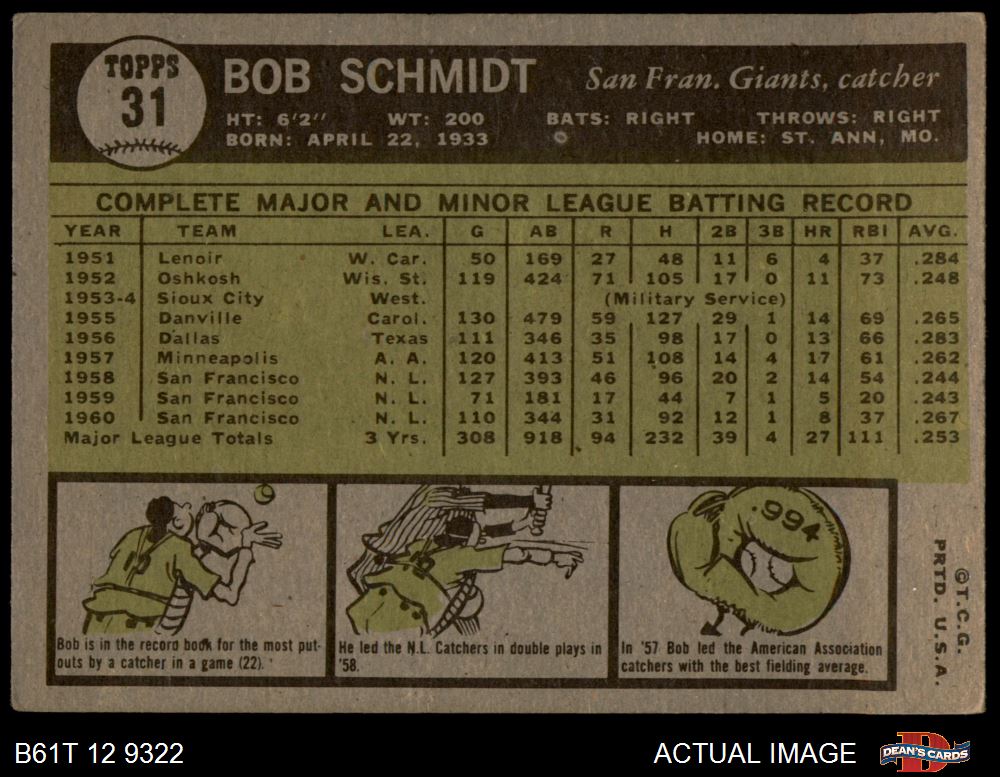 TOPPS
31
BOB SCHMIDT San Fran. Giants, catcher
HT: 6'2" WT: 200 BATS: RIGHT THROWS: RIGHT
BORN: APRIL 22, 1933 HOME: ST. ANN, MO.
COMPLETE MAJOR AND MINOR LEAGUE BATTING RECORD
YEAR TEAM LEA. G AB R H 2B 3B HR RBI AVG.
1951 Lenoir W. Car. 50 169 27 48 11 6 4 37 .284
1952 Oshkosh Wis. St. 119 424 71 105 17 0 11 73 .248
1953-4 Sioux City West. (Military Service)
1955 Danville Carol. 130 479 59 127 29 1 14 69 .265
1956 Dallas Texas 111 346 35 98 17 0 13 66 .283
1957 Minneapolis A. A. 120 413 51 108 14 4 17 61 .262
1958 San Francisco N. L. 127 393 46 96 20 2 14 54 .244
1959 San Francisco N. L. 71 181 17 44 7 1 5 20 .243
1960 San Francisco N. L. 110 344 31 92 12 1 8 37 .267
Major League Totals 3 Yrs. 308 918 94 232 39 4 27 111 .253
Bob is in the record book for the most put-
outs by a catcher in a game (22).
He led the N.L. Catchers in double plays in
'58.
.994
In '57 Bob led the American Association
catchers with the best fielding average.
©T.C.G.
PRTD. U.S.A.
B61T 12 9322 ACTUAL IMAGE DEAN'S CARDS